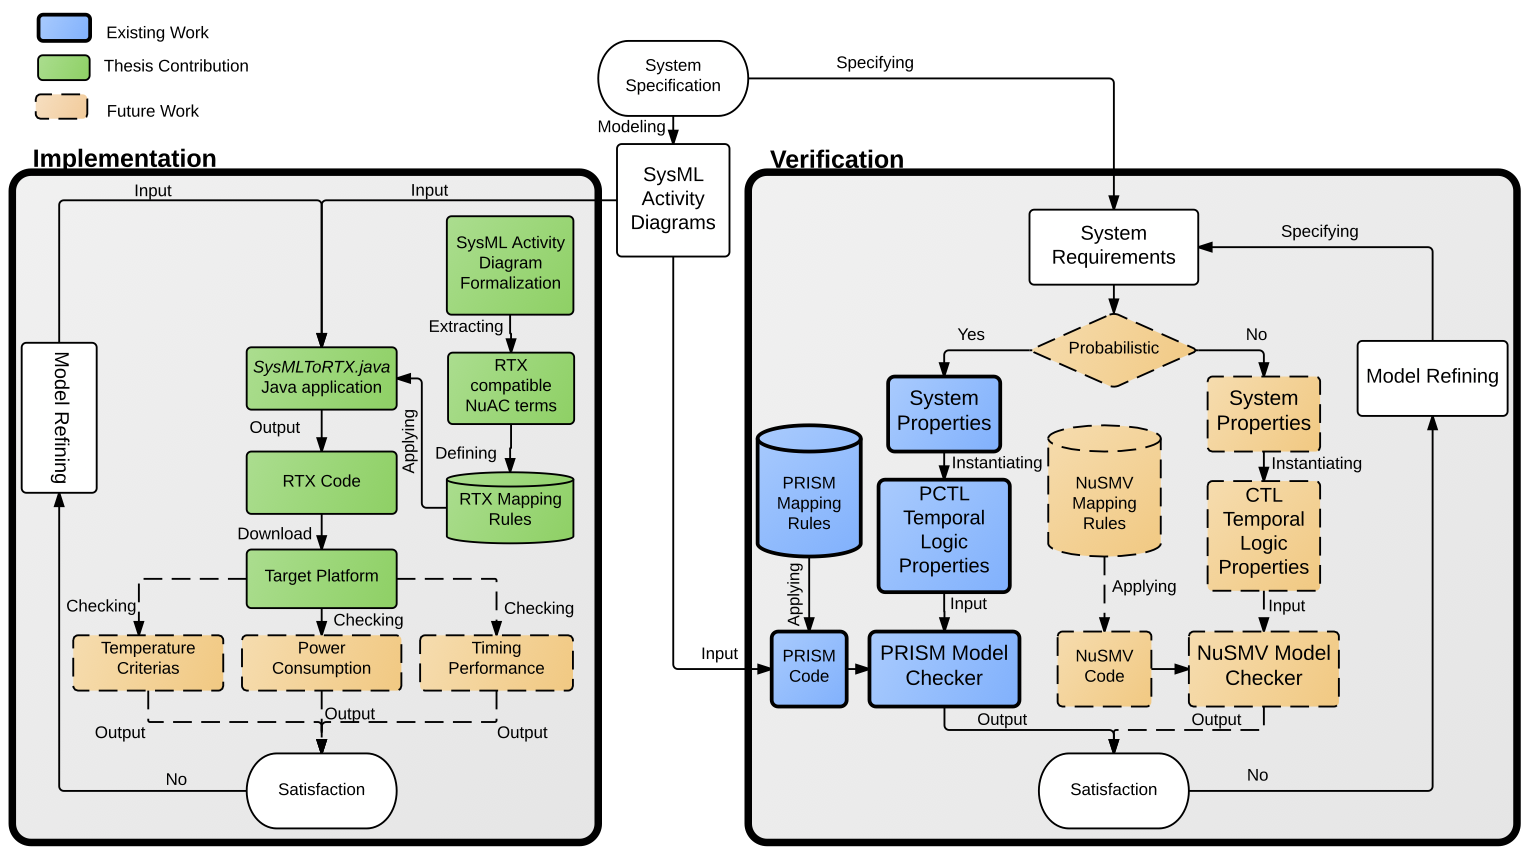 Existing Work
Thesis Contribution
Future Work
System
Specification
Specifying
Modeling
SysML
Activity
Diagrams
Implementation
Input
Input
SysML Activity
Diagram
Formalization
Extracting
RTX
compatible
NuAC terms
Defining
RTX Mapping
Rules
Applying
SysMLToRTX.java
Java application
Output
RTX Code
Download
Target Platform
Checking
Checking
Checking
Temperature
Criterias
Power
Consumption
Timing
Performance
Output
Output
Output
Satisfaction
No
Model Refining
Verification
System
Requirements
Specifying
Probabilistic
Yes
No
Model Refining
System
Properties
System
Properties
Instantiating
Instantiating
PRISM
Mapping
Rules
PCTL
Temporal
Logic
Properties
NuSMV
Mapping
Rules
CTL
Temporal
Logic
Properties
Applying
Input
Applying
Input
Input
PRISM
Code
PRISM Model
Checker
NuSMV
Code
NuSMV Model
Checker
Output
Output
Satisfaction
No